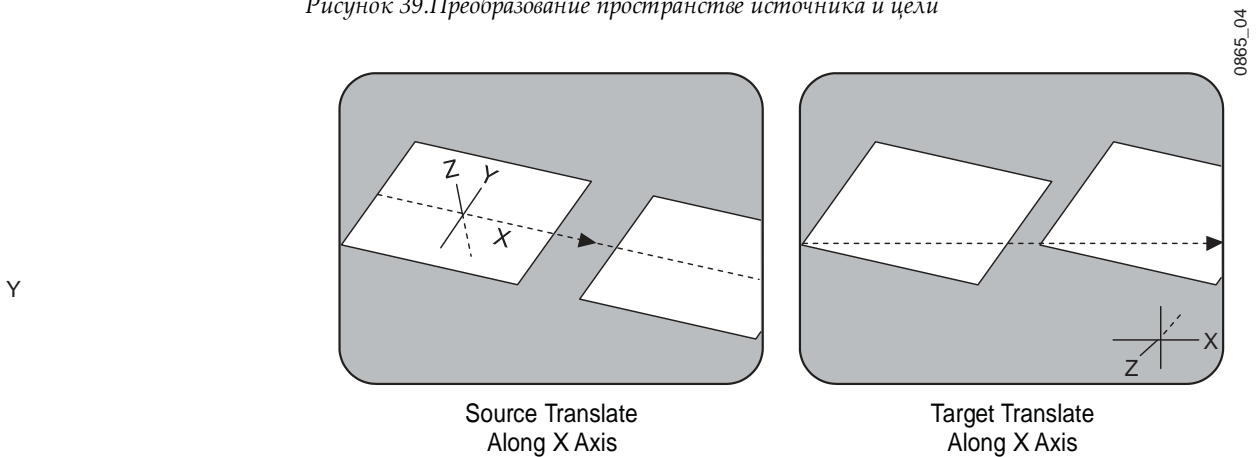 Рисунок 39.Преобразование пространстве источника и цели
0865_04
Z Y
X
Y
X
Z
Source Translate
Along X Axis
Target Translate
Along X Axis